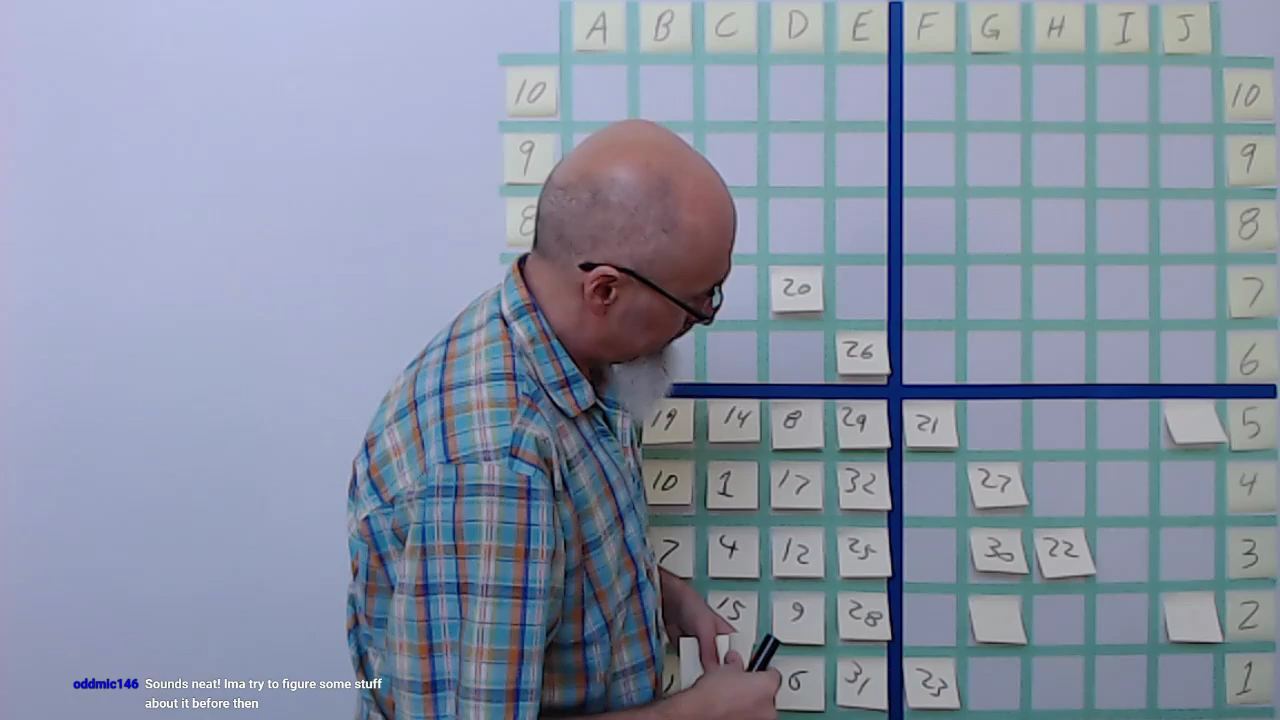 A B C D E F G H I J
10 10
9 9
8 8
20 7
26 6
19 14 8 29 21 5
10 1 17 32 27 4
7 4 12 25 30 22 3
15 9 28 2
6 31 23 1
oddmic146 Sounds neat! Ima try to figure some stuff
about it before then